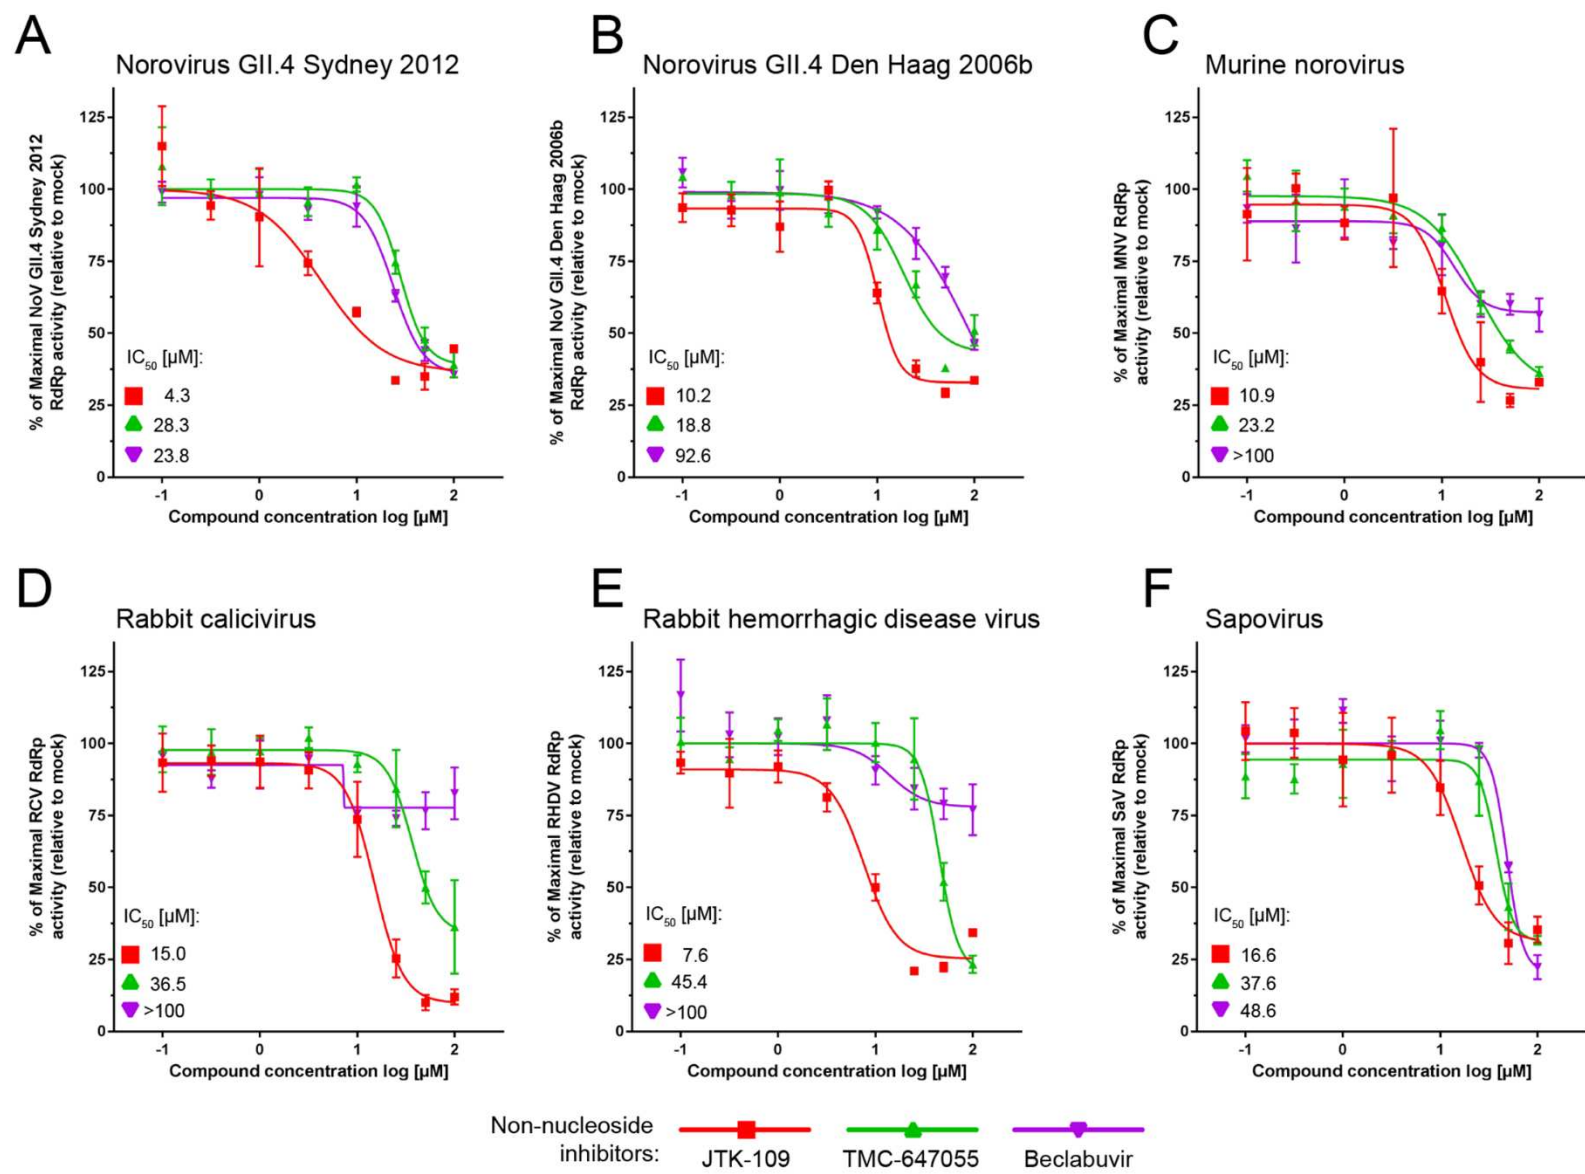 A
Norovirus GII.4 Sydney 2012
% of Maximal NoV GII.4 Sydney 2012
RdRp activity (relative to mock)
125
100
75
50
25
0
IC50 [µM]:
4.3
28.3
23.8
-1 0 1 2
Compound concentration log [µM]
B
Norovirus GII.4 Den Haag 2006b
% of Maximal NoV GII.4 Den Haag 2006b
RdRp activity (relative to mock)
125
100
75
50
25
0
IC50 [µM]:
10.2
18.8
92.6
-1 0 1 2
Compound concentration log [µM]
C
Murine norovirus
% of Maximal MNV RdRp
activity (relative to mock)
125
100
75
50
25
0
IC50 [µM]:
10.9
23.2
>100
-1 0 1 2
Compound concentration log [µM]
D
Rabbit calicivirus
% of Maximal RCV RdRp
activity (relative to mock)
125
100
75
50
25
0
IC50 [µM]:
15.0
36.5
>100
-1 0 1 2
Compound concentration log [µM]
E
Rabbit hemorrhagic disease virus
% of Maximal RHDV RdRp
activity (relative to mock)
125
100
75
50
25
0
IC50 [µM]:
7.6
45.4
>100
-1 0 1 2
Compound concentration log [µM]
F
Sapovirus
% of Maximal SaV RdRp
activity (relative to mock)
125
100
75
50
25
0
IC50 [µM]:
16.6
37.6
48.6
-1 0 1 2
Compound concentration log [µM]
Non-nucleoside
inhibitors:
JTK-109 TMC-647055 Beclabuvir